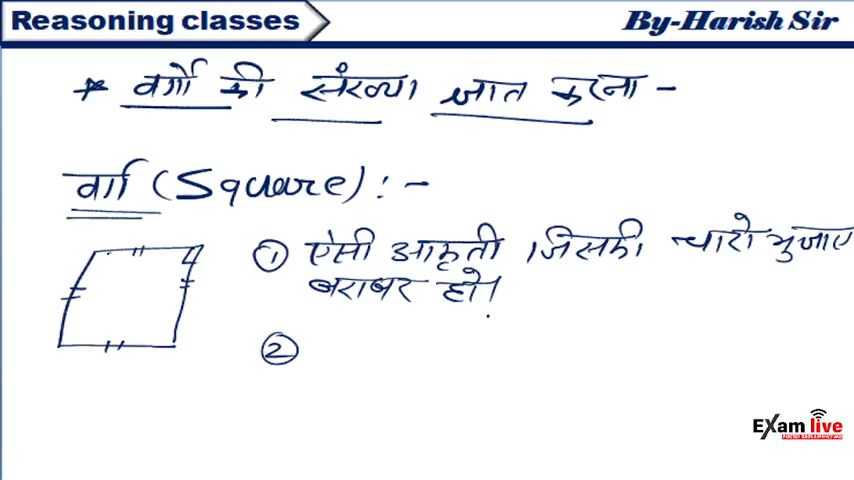 Reasoning classes
By-Harish Sir
* वर्गो की संख्या ज्ञात करना -
वर्ग (Square) : -
① ऐसी आकृती जिसकी चारो भुजाए
बराबर हो।
②
Exam live